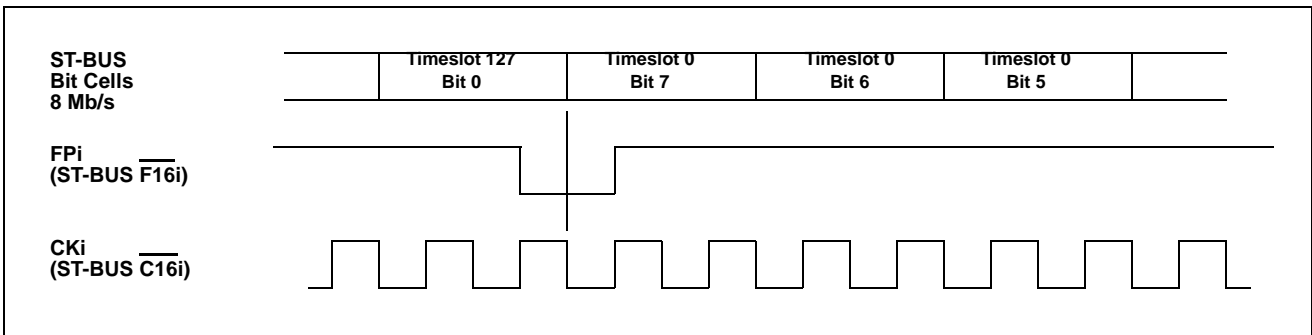 ST-BUS
Bit Cells
8 Mb/s
Timeslot 127
Bit 0
Timeslot 0
Bit 7
Timeslot 0
Bit 6
Timeslot 0
Bit 5
FPi
(ST-BUS F16i)
CKi
(ST-BUS C16i)